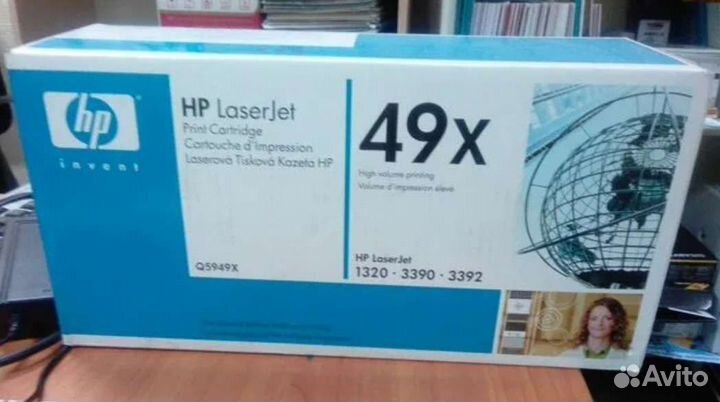 hp
invent
HP LaserJet
Print Cartridge
Cartouche d'impression
Laserová Tisková Kazeta HP
Q5949X
49X
High volume printing
Volume d'impression élevé
HP LaserJet
1320 · 3390 · 3392
Avito